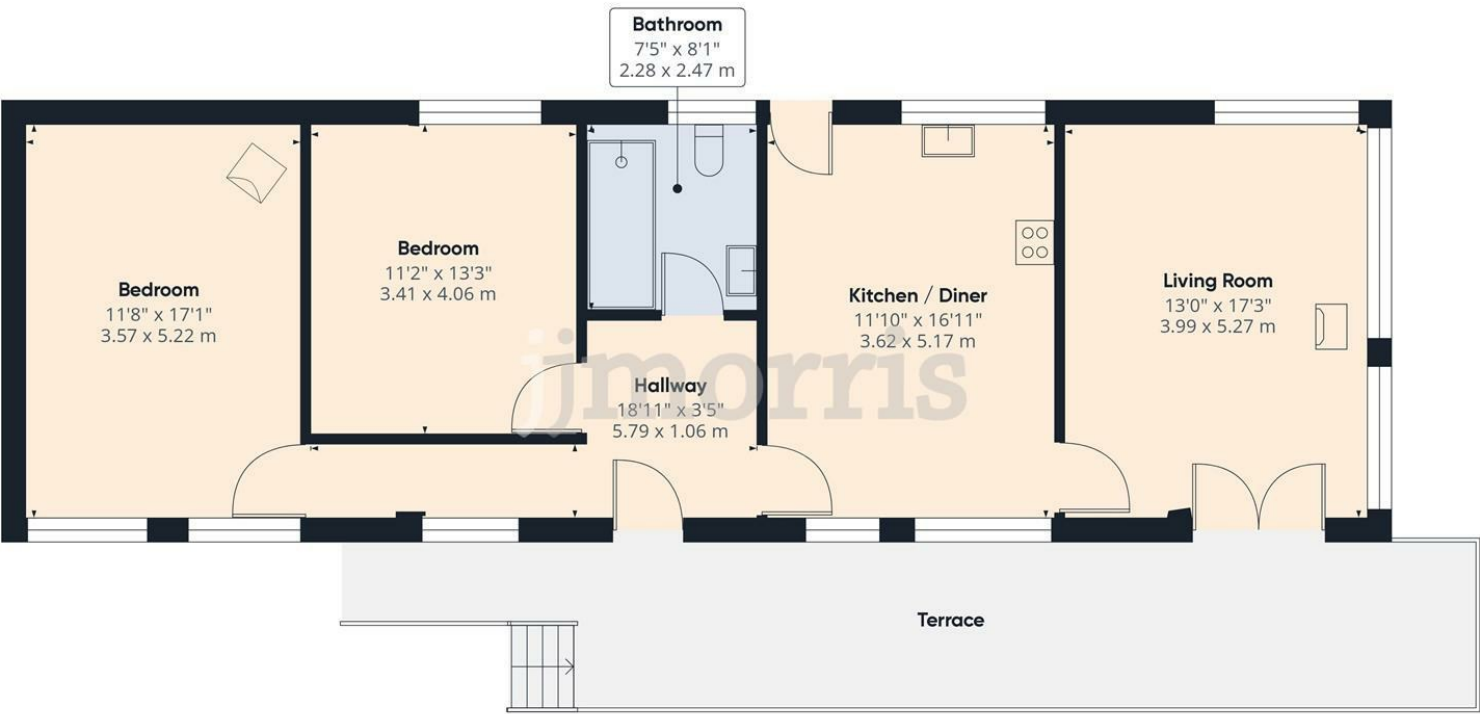 Bathroom
7'5" x 8'1"
2.28 x 2.47 m
Bedroom
11'8" x 17'1"
3.57 x 5.22 m
Bedroom
11'2" x 13'3"
3.41 x 4.06 m
Hallway
18'11" x 3'5"
5.79 x 1.06 m
Kitchen / Diner
11'10" x 16'11"
3.62 x 5.17 m
Living Room
13'0" x 17'3"
3.99 x 5.27 m
jjmorris
Terrace